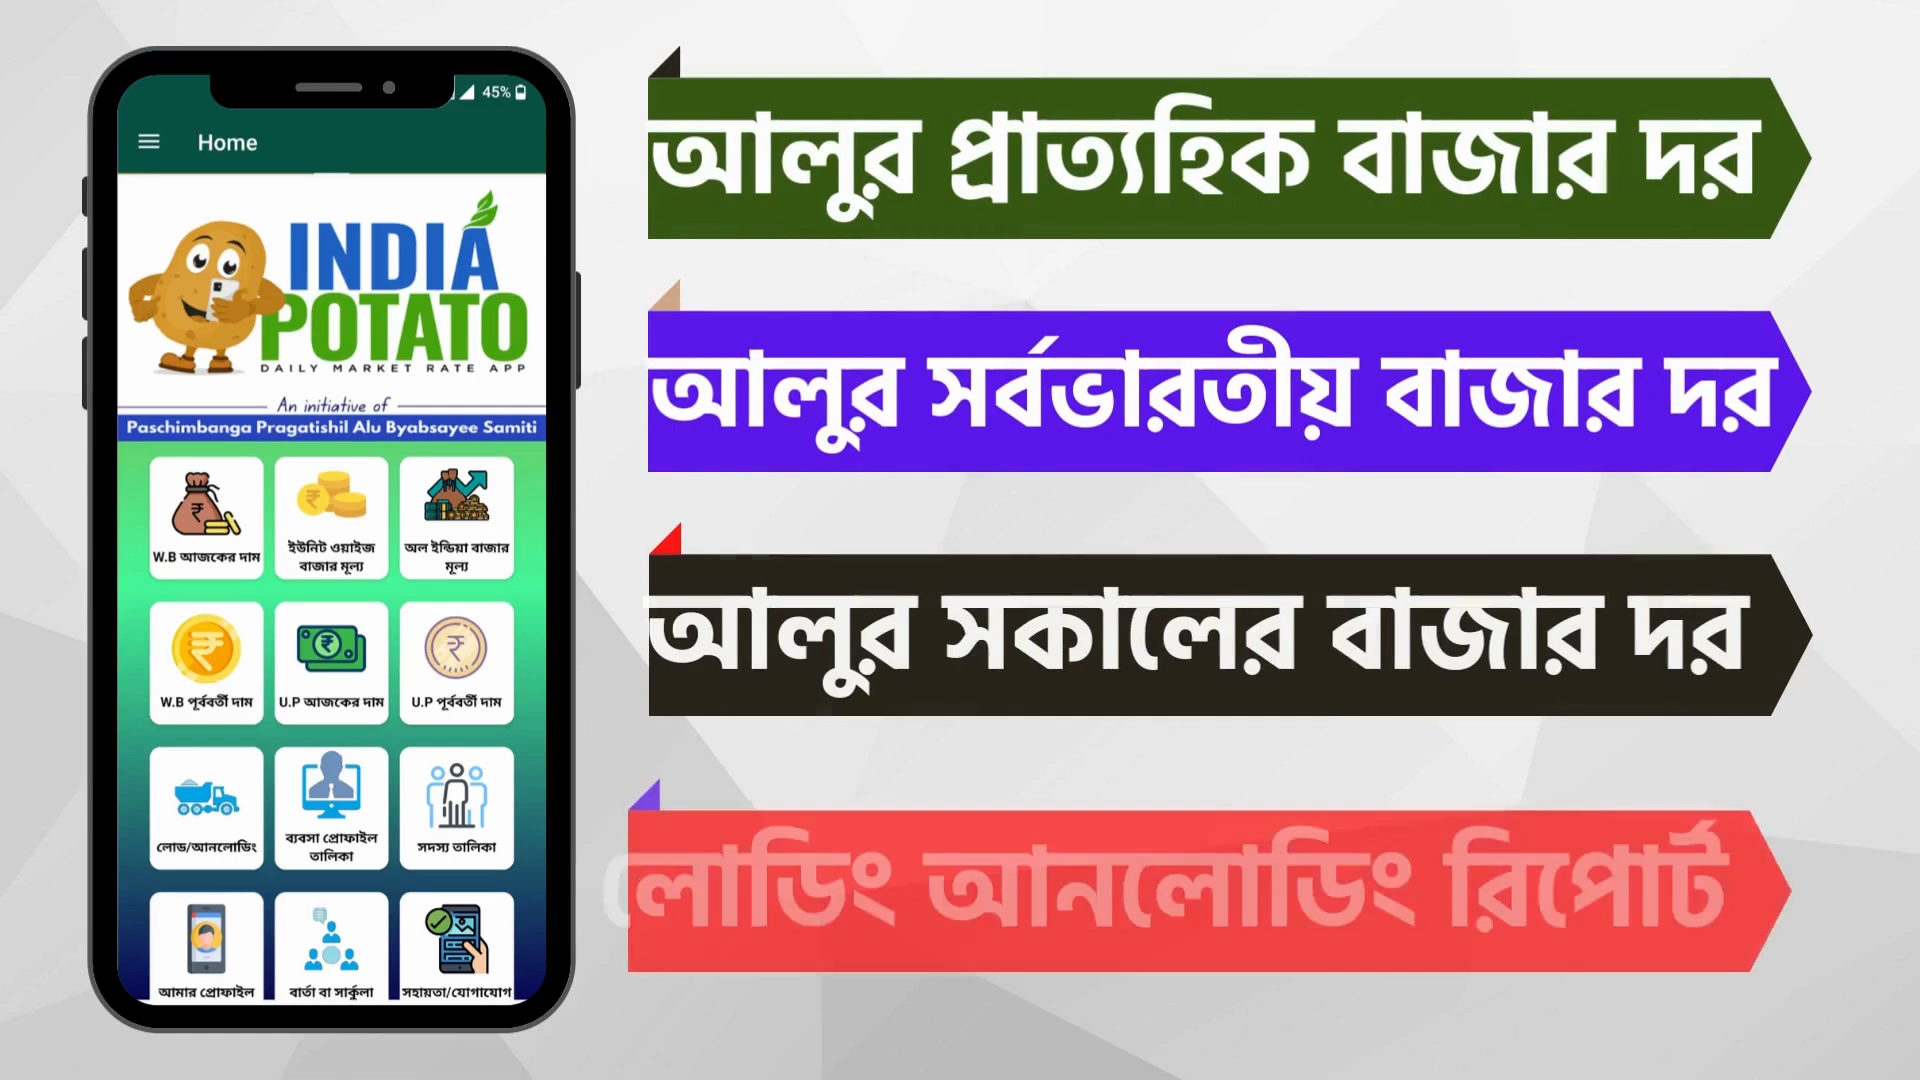 45%
Home
INDIA
POTATO
DAILY MARKET RATE APP
An initiative of
Paschimbanga Pragatishil Alu Byabsayee Samiti
W.B আজকের দাম
ইউনিট ওয়াইজ
বাজার মূল্য
অল ইন্ডিয়া বাজার
মূল্য
W.B পূর্ববর্তী দাম
U.P আজকের দাম
U.P পূর্ববর্তী দাম
লোড/আনলোডিং
ব্যবসা প্রোফাইল
তালিকা
সদস্য তালিকা
আমার প্রোফাইল
বার্তা বা সার্কুলা
সহায়তা/যোগাযোগ
আলুর প্রাত্যহিক বাজার দর
আলুর সর্বভারতীয় বাজার দর
আলুর সকালের বাজার দর
লোডিং আনলোডিং রিপোর্ট